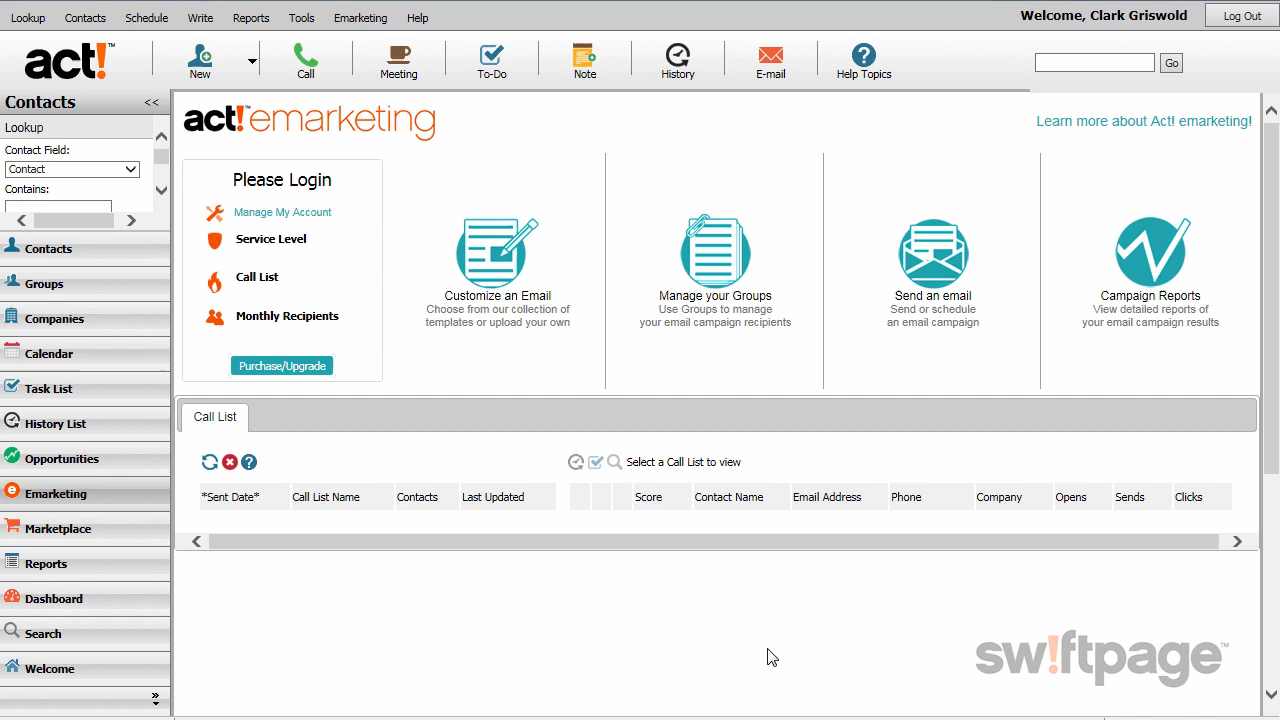 Lookup Contacts Schedule Write Reports Tools Emarketing Help
Welcome, Clark Griswold
Log Out
act!™
New
Call
Meeting
To-Do
Note
History
E-mail
Help Topics
Go
Contacts <<
Lookup
Contact Field:
Contact
Contains:
Contacts
Groups
Companies
Calendar
Task List
History List
Opportunities
Emarketing
Marketplace
Reports
Dashboard
Search
Welcome
act!™emarketing
Learn more about Act! emarketing!
Please Login
Manage My Account
Service Level
Call List
Monthly Recipients
Purchase/Upgrade
Customize an Email
Choose from our collection of
templates or upload your own
Manage your Groups
Use Groups to manage
your email campaign recipients
Send an email
Send or schedule
an email campaign
Campaign Reports
View detailed reports of
your email campaign results
Call List
Select a Call List to view
*Sent Date* Call List Name Contacts Last Updated
Score Contact Name Email Address Phone Company Opens Sends Clicks
sw!ftpage™